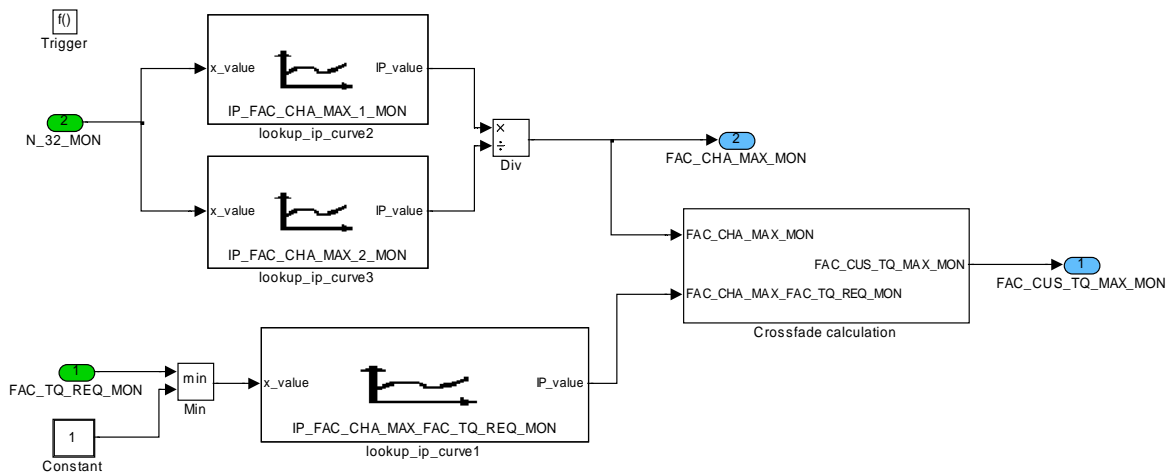 f()
Trigger
x_value
IP_value
IP_FAC_CHA_MAX_1_MON
lookup_ip_curve2
2
N_32_MON
×
÷
Div
2
FAC_CHA_MAX_MON
x_value
IP_value
IP_FAC_CHA_MAX_2_MON
lookup_ip_curve3
FAC_CHA_MAX_MON
FAC_CUS_TQ_MAX_MON
FAC_CHA_MAX_FAC_TQ_REQ_MON
Crossfade calculation
1
FAC_CUS_TQ_MAX_MON
1
FAC_TQ_REQ_MON
min
Min
x_value
IP_value
IP_FAC_CHA_MAX_FAC_TQ_REQ_MON
lookup_ip_curve1
1
Constant